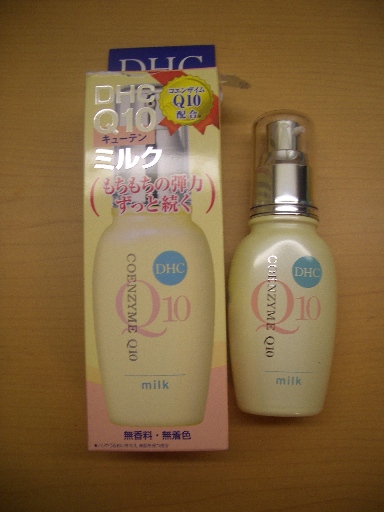 DHC
DHC
Q10
キューテン
ミルク
コエンザイム
Q10
配合
もちもちの弾力
ずっと続く
DHC
COENZYME Q10
Q10
milk
無香料・無着色
DHC
COENZYME Q10
Q10
milk